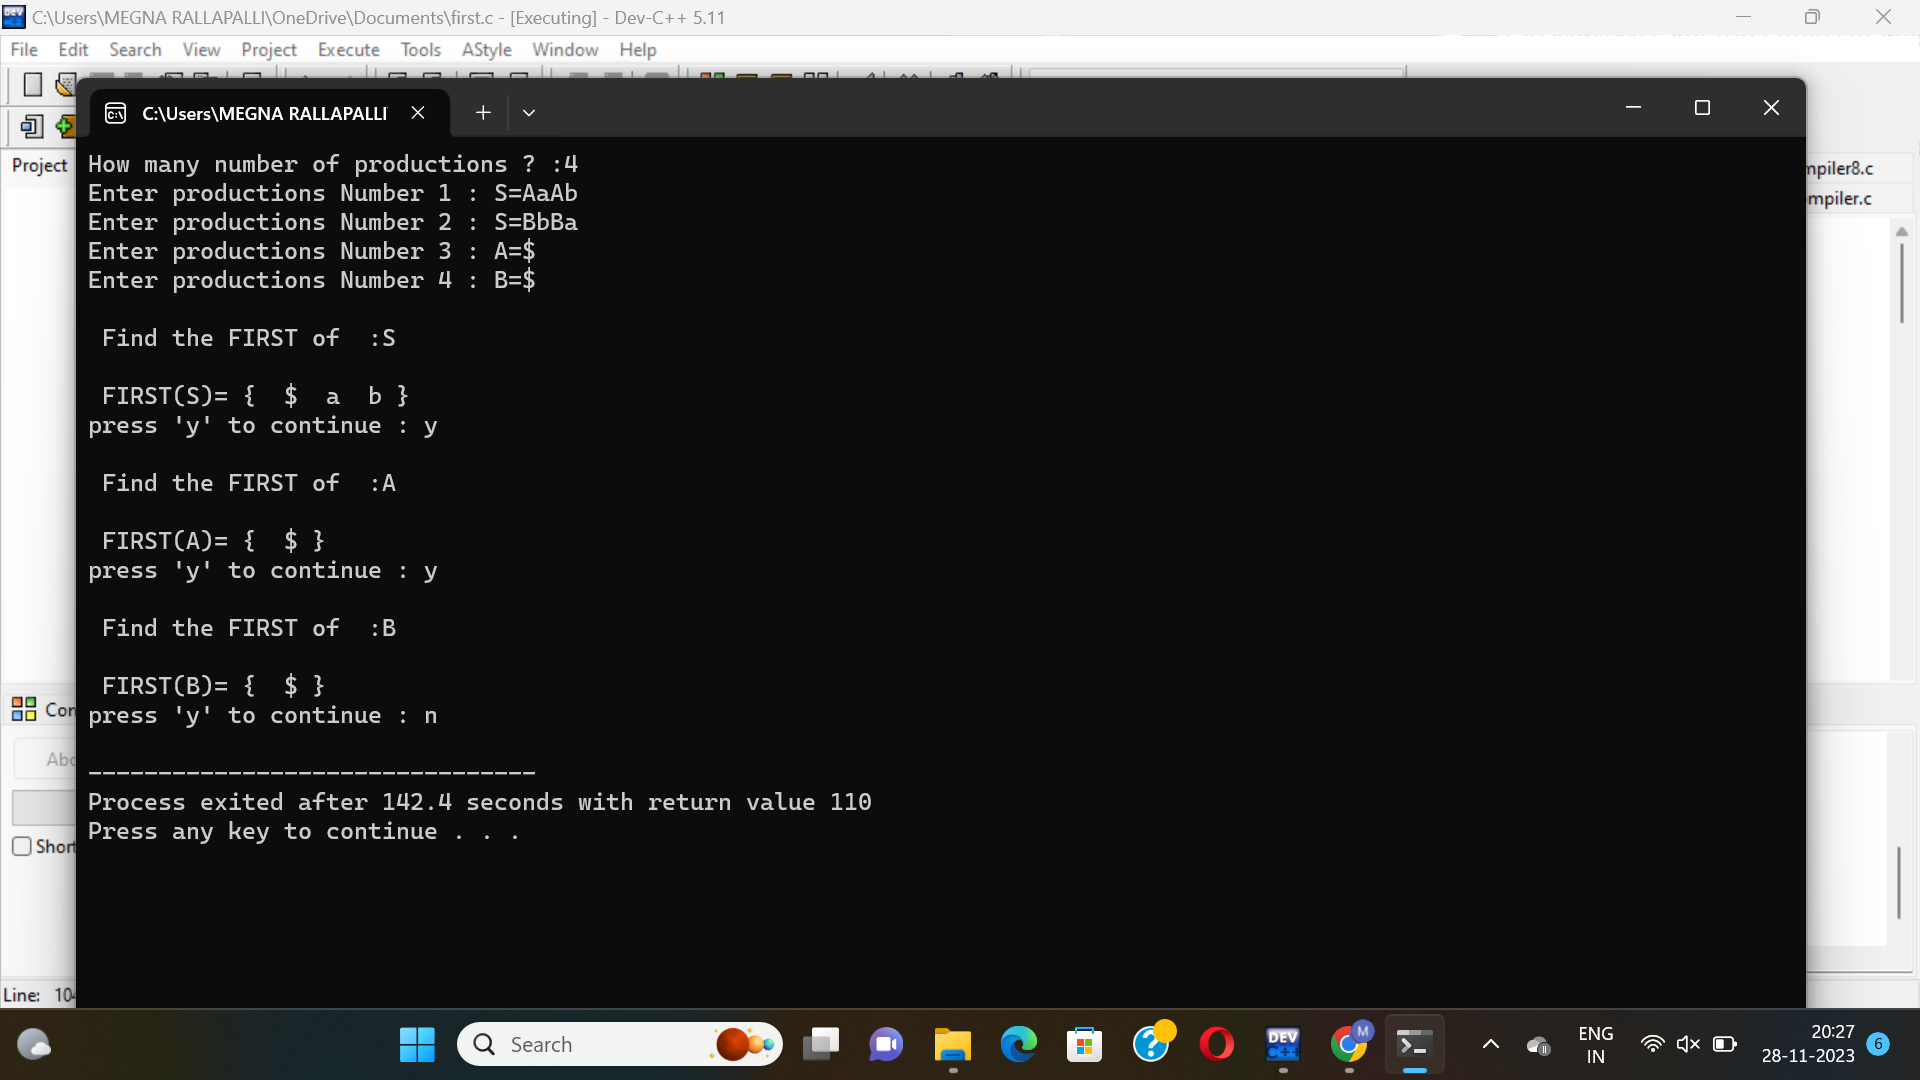 C:\Users\MEGNA RALLAPALLI\OneDrive\Documents\first.c - [Executing] - Dev-C++ 5.11
File Edit Search View Project Execute Tools AStyle Window Help
C:\Users\MEGNA RALLAPALLI
Project
mpiler8.c
mpiler.c
How many number of productions ? :4
Enter productions Number 1 : S=AaAb
Enter productions Number 2 : S=BbBa
Enter productions Number 3 : A=$
Enter productions Number 4 : B=$
Find the FIRST of  :S
FIRST(S)= {  $  a  b }
press 'y' to continue : y
Find the FIRST of  :A
FIRST(A)= {  $ }
press 'y' to continue : y
Find the FIRST of  :B
FIRST(B)= {  $ }
press 'y' to continue : n
Com
Abo
--------------------------------
Process exited after 142.4 seconds with return value 110
Press any key to continue . . .
Short
Line: 104
Search
DEV C++
M
ENG
IN
20:27
28-11-2023
6